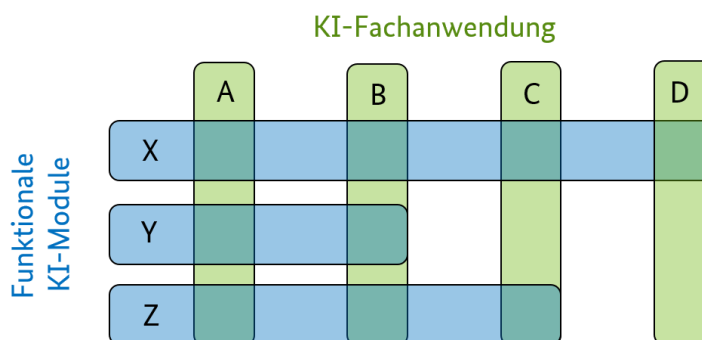 KI-Fachanwendung
A
B
C
D
X
Y
Z
Funktionale
KI-Module